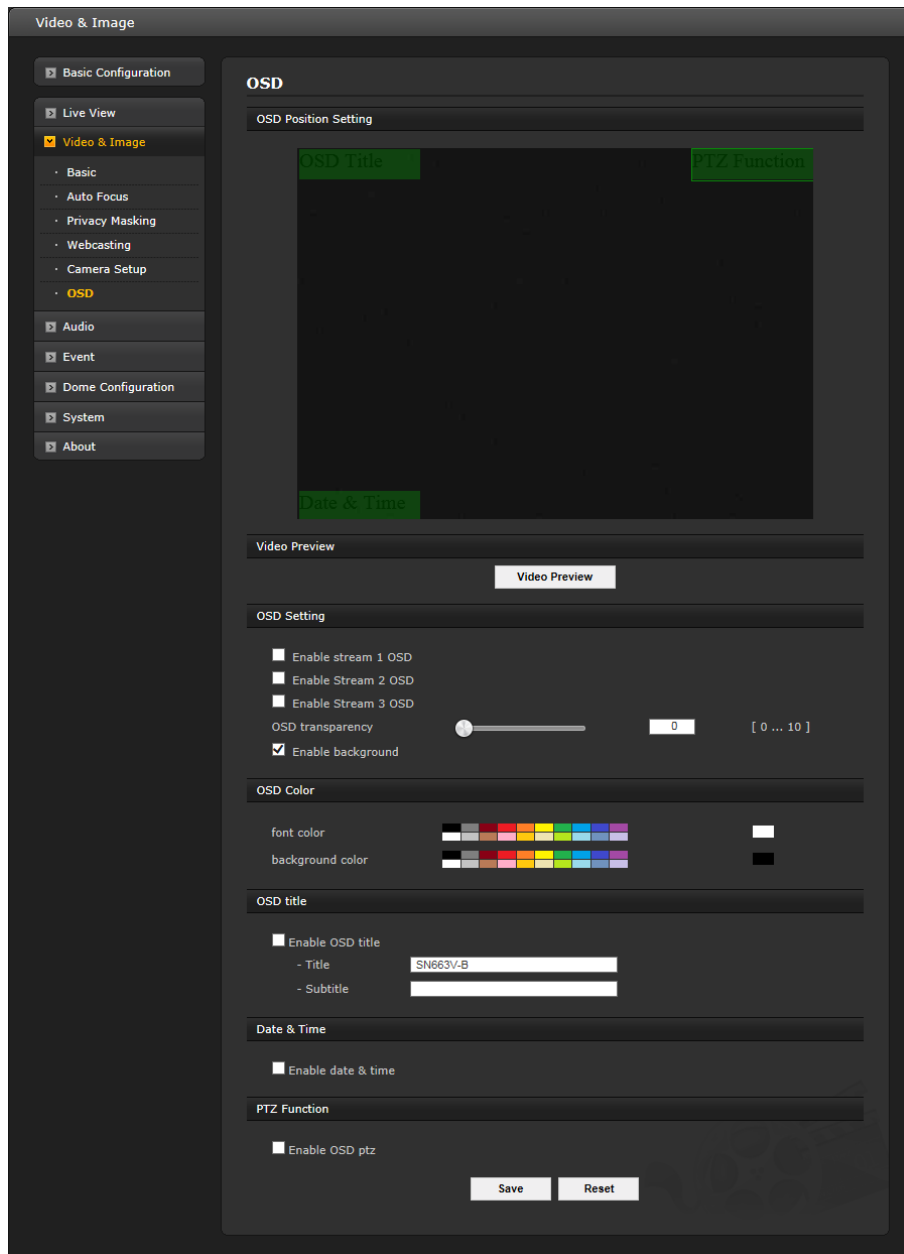 Video & Image
Basic Configuration
Live View
Video & Image
· Basic
· Auto Focus
· Privacy Masking
· Webcasting
· Camera Setup
· OSD
Audio
Event
Dome Configuration
System
About
OSD
OSD Position Setting
OSD Title
PTZ Function
Date & Time
Video Preview
Video Preview
OSD Setting
Enable stream 1 OSD
Enable Stream 2 OSD
Enable Stream 3 OSD
OSD transparency 0 [ 0 ... 10 ]
Enable background
OSD Color
font color
background color
OSD title
Enable OSD title
- Title SN663V-B
- Subtitle
Date & Time
Enable date & time
PTZ Function
Enable OSD ptz
Save Reset